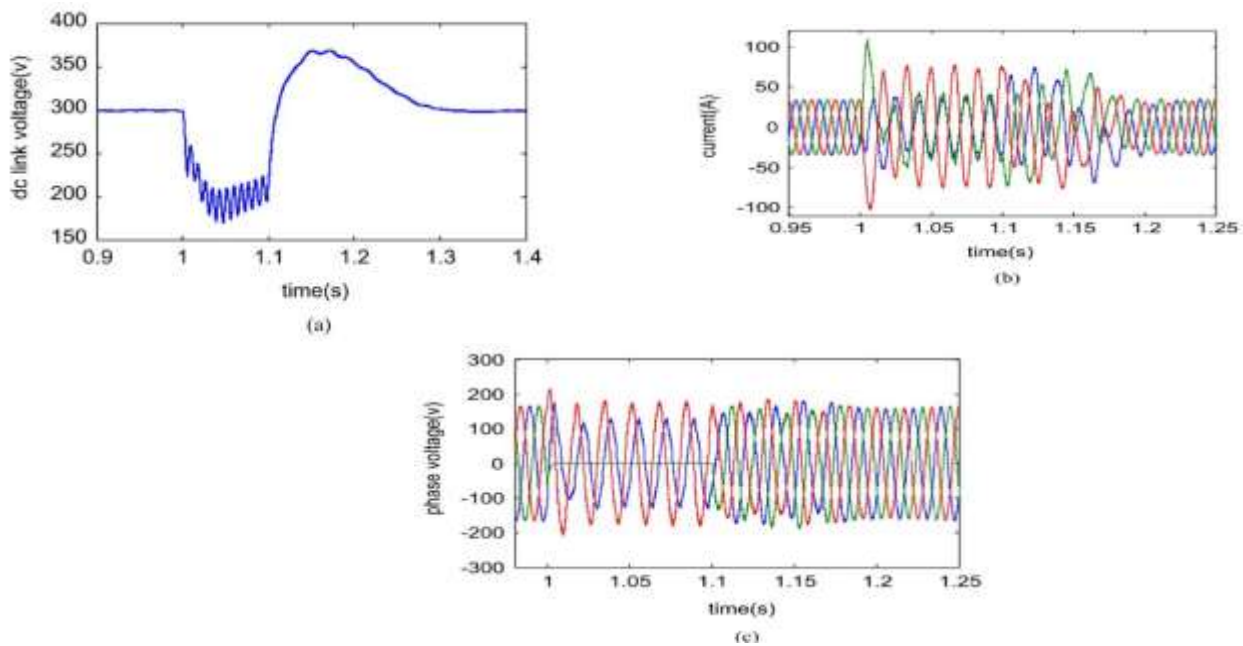 400
350
300
250
200
150
dc link voltage(v)
0.9 1 1.1 1.2 1.3 1.4
time(s)
(a)
100
50
0
-50
-100
current(A)
0.95 1 1.05 1.1 1.15 1.2 1.25
time(s)
(b)
300
200
100
0
-100
-200
-300
phase voltage(v)
1 1.05 1.1 1.15 1.2 1.25
time(s)
(c)